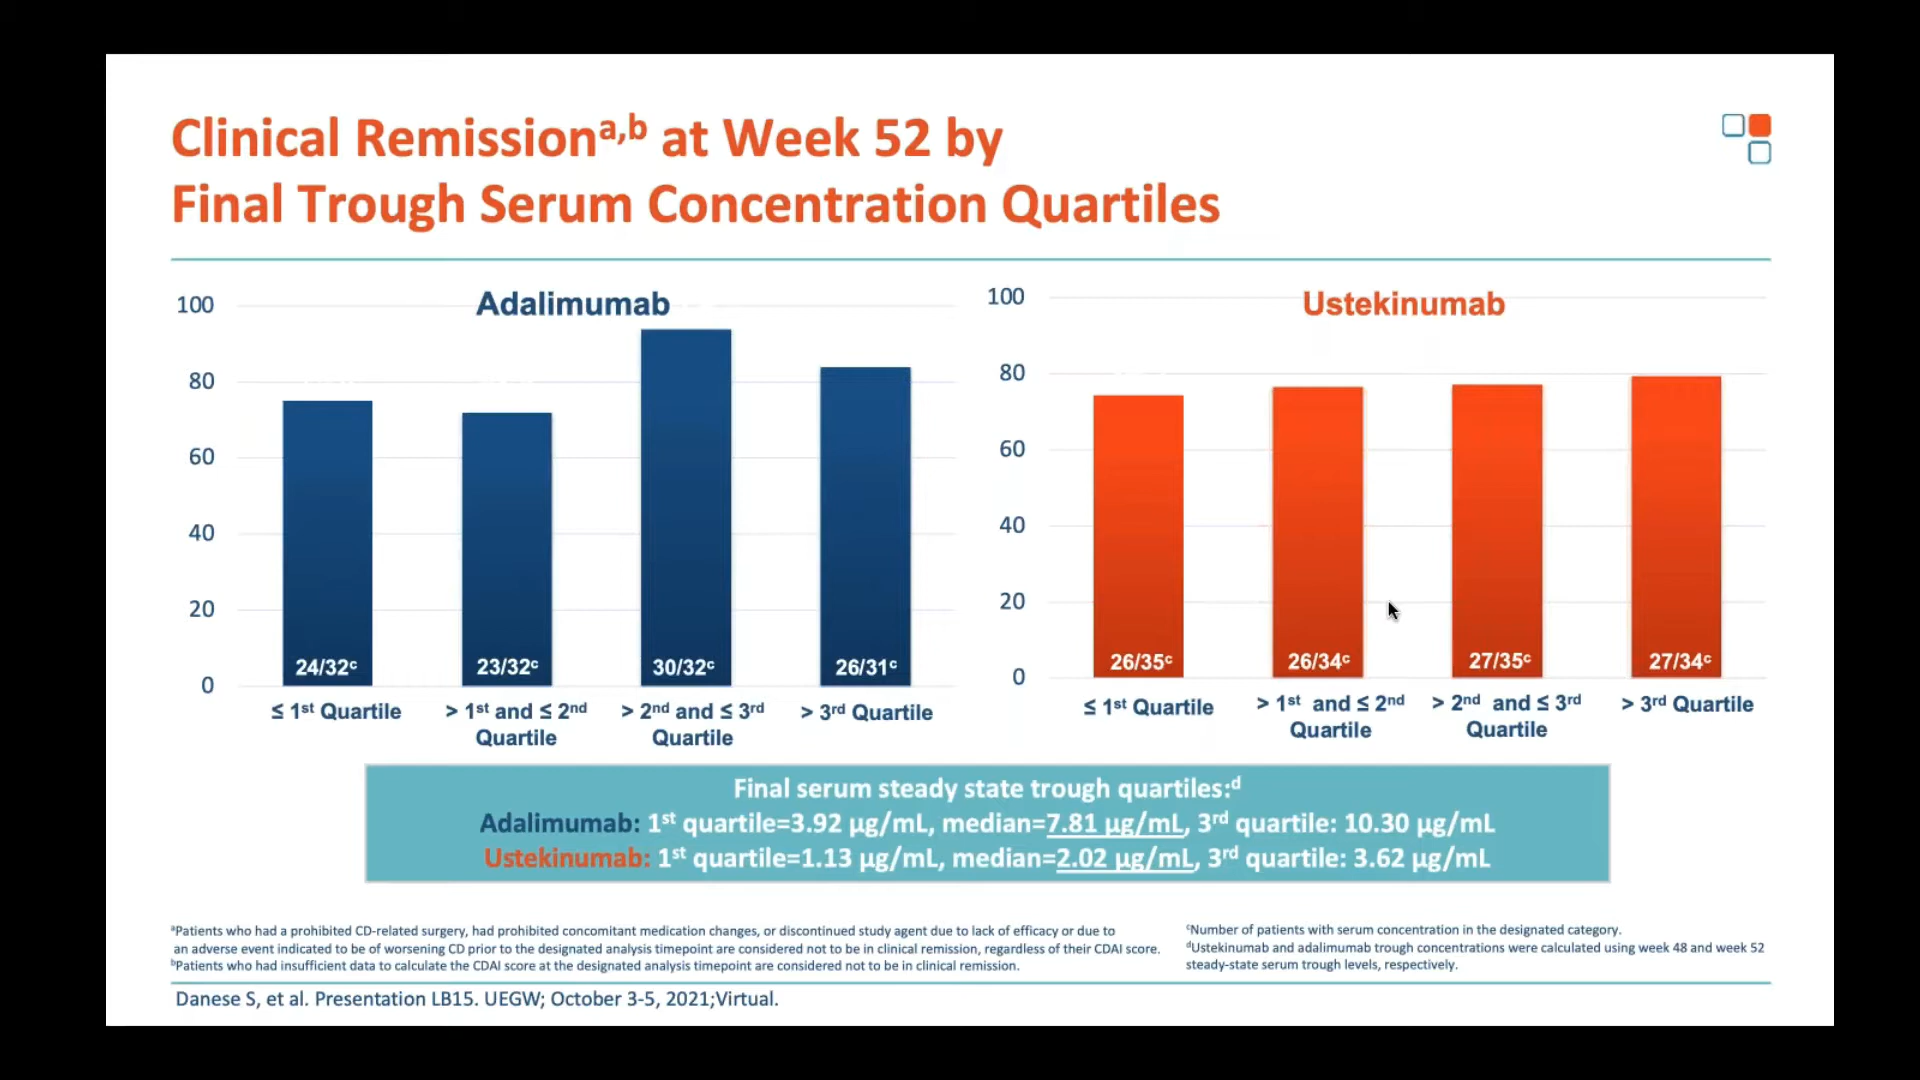 Clinical Remissionᵃ,ᵇ at Week 52 by
Final Trough Serum Concentration Quartiles
Adalimumab
100
80
60
40
20
0
24/32ᶜ
23/32ᶜ
30/32ᶜ
26/31ᶜ
≤ 1ˢᵗ Quartile
> 1ˢᵗ and ≤ 2ⁿᵈ
Quartile
> 2ⁿᵈ and ≤ 3ʳᵈ
Quartile
> 3ʳᵈ Quartile
Ustekinumab
100
80
60
40
20
0
26/35ᶜ
26/34ᶜ
27/35ᶜ
27/34ᶜ
≤ 1ˢᵗ Quartile
> 1ˢᵗ and ≤ 2ⁿᵈ
Quartile
> 2ⁿᵈ and ≤ 3ʳᵈ
Quartile
> 3ʳᵈ Quartile
Final serum steady state trough quartiles:ᵈ
Adalimumab: 1ˢᵗ quartile=3.92 µg/mL, median=7.81 µg/mL, 3ʳᵈ quartile: 10.30 µg/mL
Ustekinumab: 1ˢᵗ quartile=1.13 µg/mL, median=2.02 µg/mL, 3ʳᵈ quartile: 3.62 µg/mL
ᵃPatients who had a prohibited CD-related surgery, had prohibited concomitant medication changes, or discontinued study agent due to lack of efficacy or due to
an adverse event indicated to be of worsening CD prior to the designated analysis timepoint are considered not to be in clinical remission, regardless of their CDAI score.
ᵇPatients who had insufficient data to calculate the CDAI score at the designated analysis timepoint are considered not to be in clinical remission.
ᶜNumber of patients with serum concentration in the designated category.
ᵈUstekinumab and adalimumab trough concentrations were calculated using week 48 and week 52
steady-state serum trough levels, respectively.
Danese S, et al. Presentation LB15. UEGW; October 3-5, 2021;Virtual.